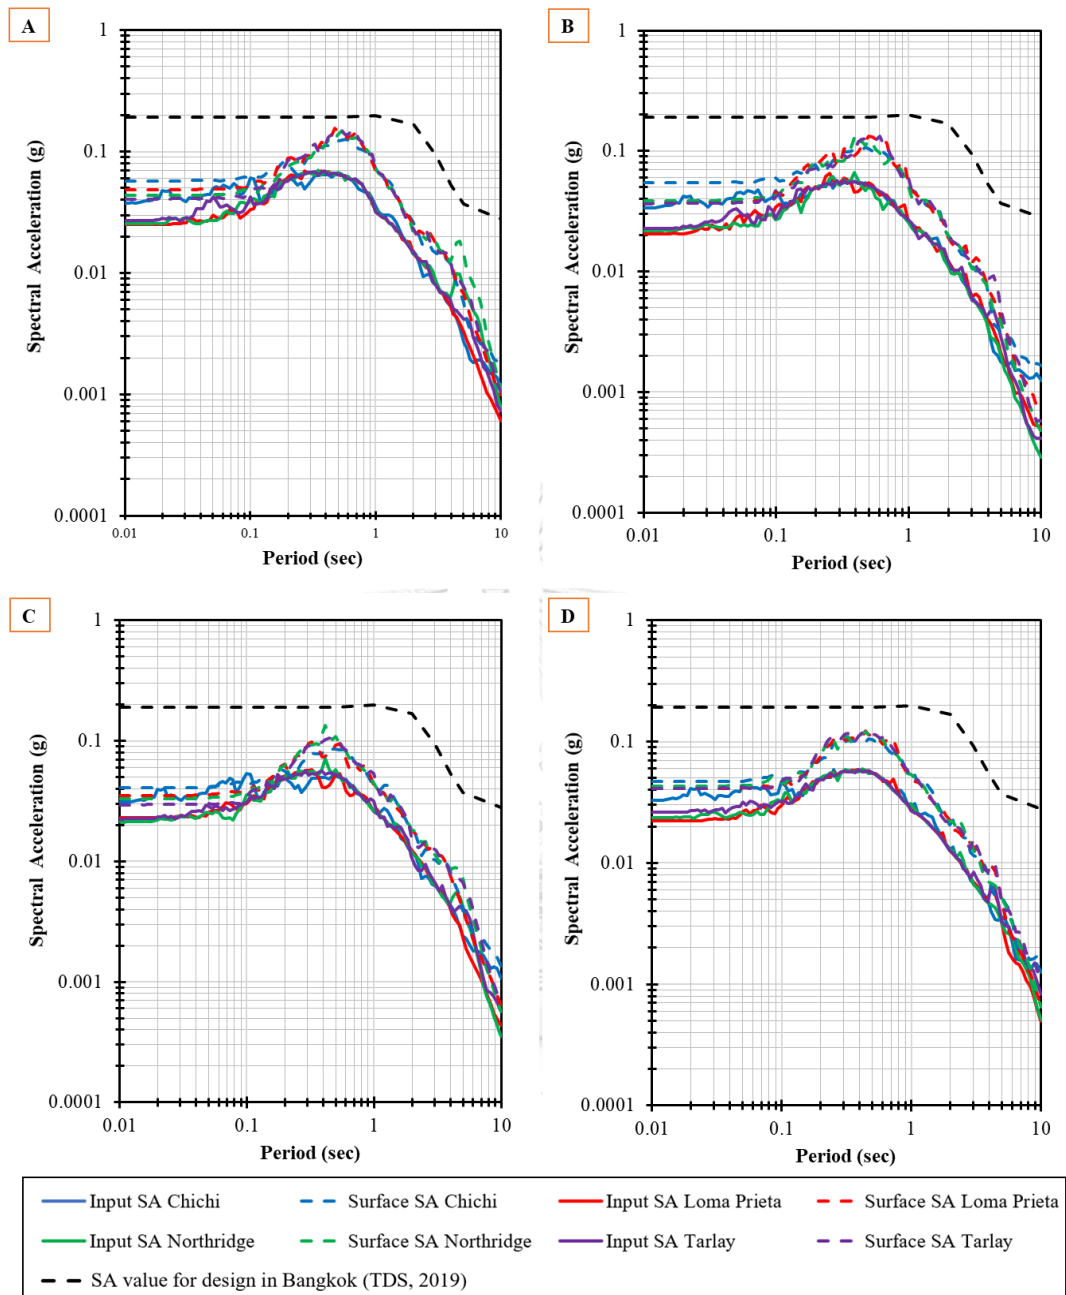 A
B
1
0.1
0.01
0.001
0.0001
Spectral Acceleration (g)
0.01
0.1
1
10
Period (sec)
1
0.1
0.01
0.001
0.0001
Spectral Acceleration (g)
0.01
0.1
1
10
Period (sec)
C
D
1
0.1
0.01
0.001
0.0001
Spectral Acceleration (g)
0.01
0.1
1
10
Period (sec)
1
0.1
0.01
0.001
0.0001
Spectral Acceleration (g)
0.01
0.1
1
10
Period (sec)
Input SA Chichi Surface SA Chichi Input SA Loma Prieta Surface SA Loma Prieta
Input SA Northridge Surface SA Northridge Input SA Tarlay Surface SA Tarlay
SA value for design in Bangkok (TDS, 2019)